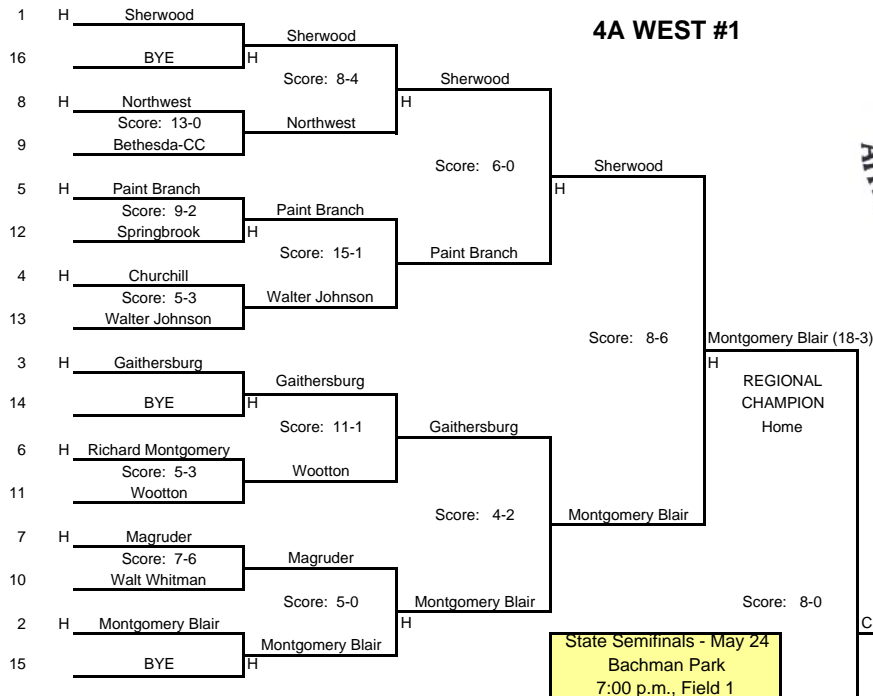 4A WEST #1
1 H Sherwood
Sherwood
16 BYE H
Score: 8-4
Sherwood
8 H Northwest H
Score: 13-0 Northwest
9 Bethesda-CC
Score: 6-0
Sherwood
5 H Paint Branch H
Score: 9-2 Paint Branch
12 Springbrook H
Score: 15-1 Paint Branch
4 H Churchill
Score: 5-3 Walter Johnson
13 Walter Johnson
Score: 8-6 Montgomery Blair (18-3)
3 H Gaithersburg H
REGIONAL
Gaithersburg
14 BYE H
CHAMPION
Score: 11-1 Gaithersburg Home
6 H Richard Montgomery
Score: 5-3 Wootton
11 Wootton
Score: 4-2 Montgomery Blair
7 H Magruder
Score: 7-6 Magruder
10 Walt Whitman
Score: 5-0 Montgomery Blair Score: 8-0
2 H Montgomery Blair H
C
Montgomery Blair
15 BYE H
State Semifinals - May 24
Bachman Park
7:00 p.m., Field 1